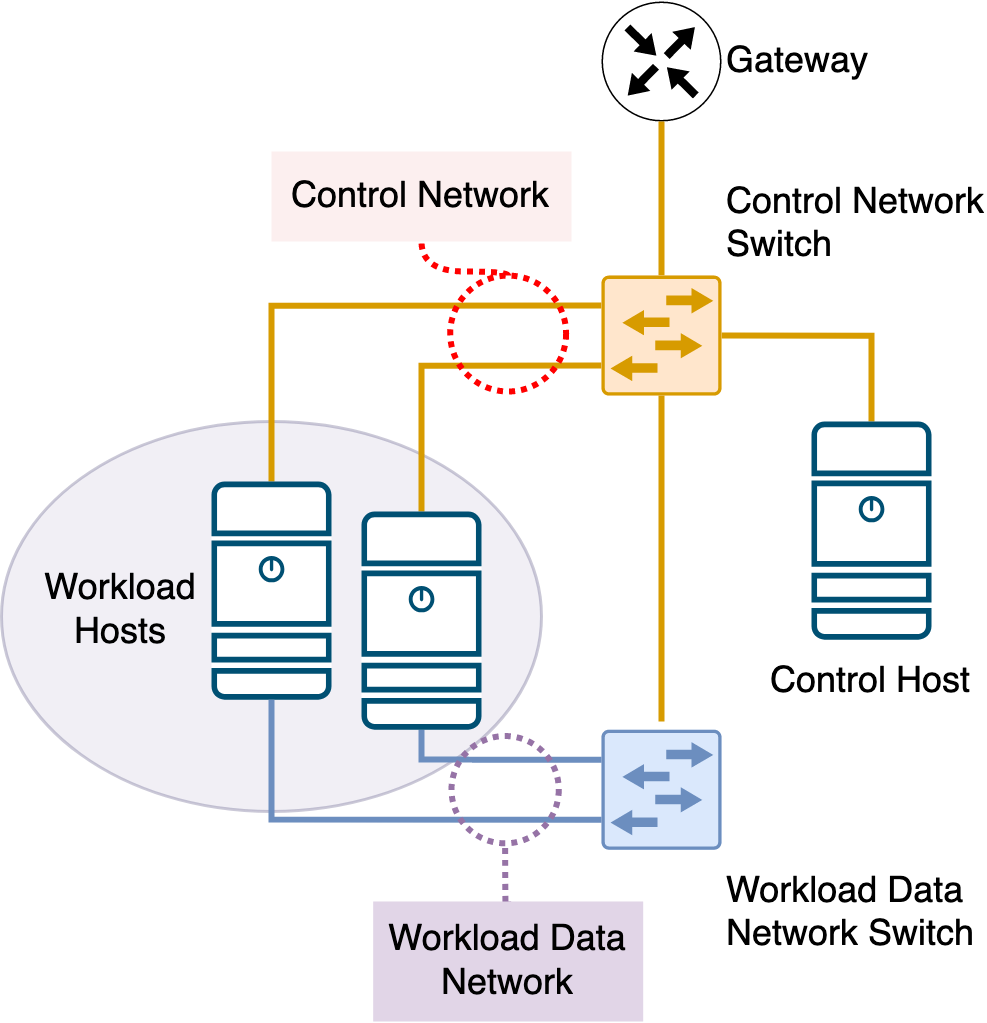 Gateway
Control Network
Control Network
Switch
Workload
Hosts
Control Host
Workload Data
Network Switch
Workload Data
Network